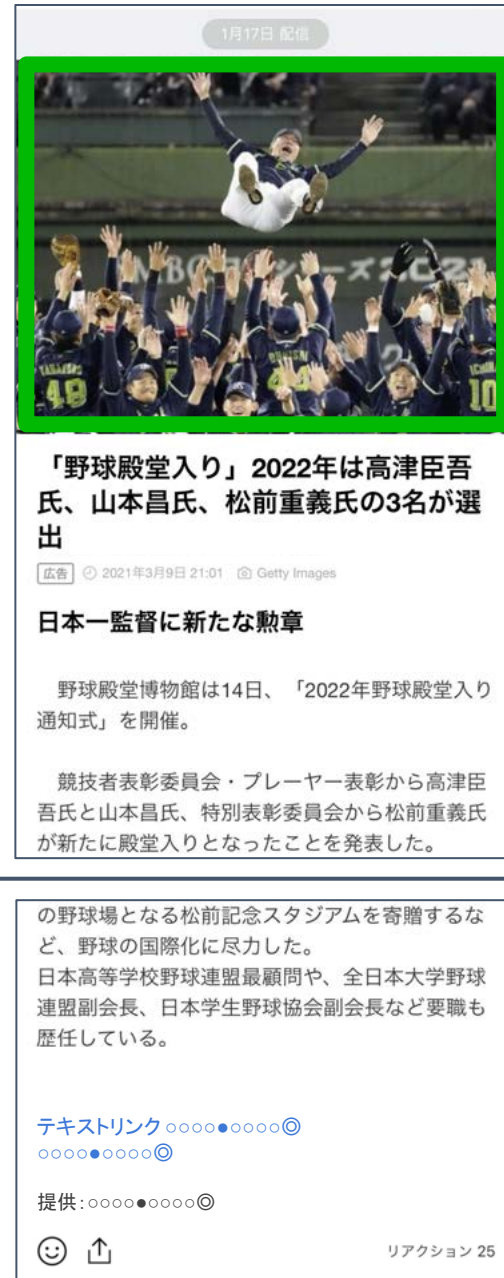 1月17日 配信
「野球殿堂入り」2022年は高津臣吾
氏、山本昌氏、松前重義氏の3名が選
出
広告 2021年3月9日 21:01 Getty Images
日本一監督に新たな勲章
野球殿堂博物館は14日、「2022年野球殿堂入り
通知式」を開催。
競技者表彰委員会・プレーヤー表彰から高津臣
吾氏と山本昌氏、特別表彰委員会から松前重義氏
が新たに殿堂入りとなったことを発表した。
の野球場となる松前記念スタジアムを寄贈するな
ど、野球の国際化に尽力した。
日本高等学校野球連盟最顧問や、全日本大学野球
連盟副会長、日本学生野球協会副会長など要職も
歴任している。
テキストリンク○○○○●○○○○◎
○○○○●○○○○◎
提供:○○○○●○○○○◎
リアクション 25